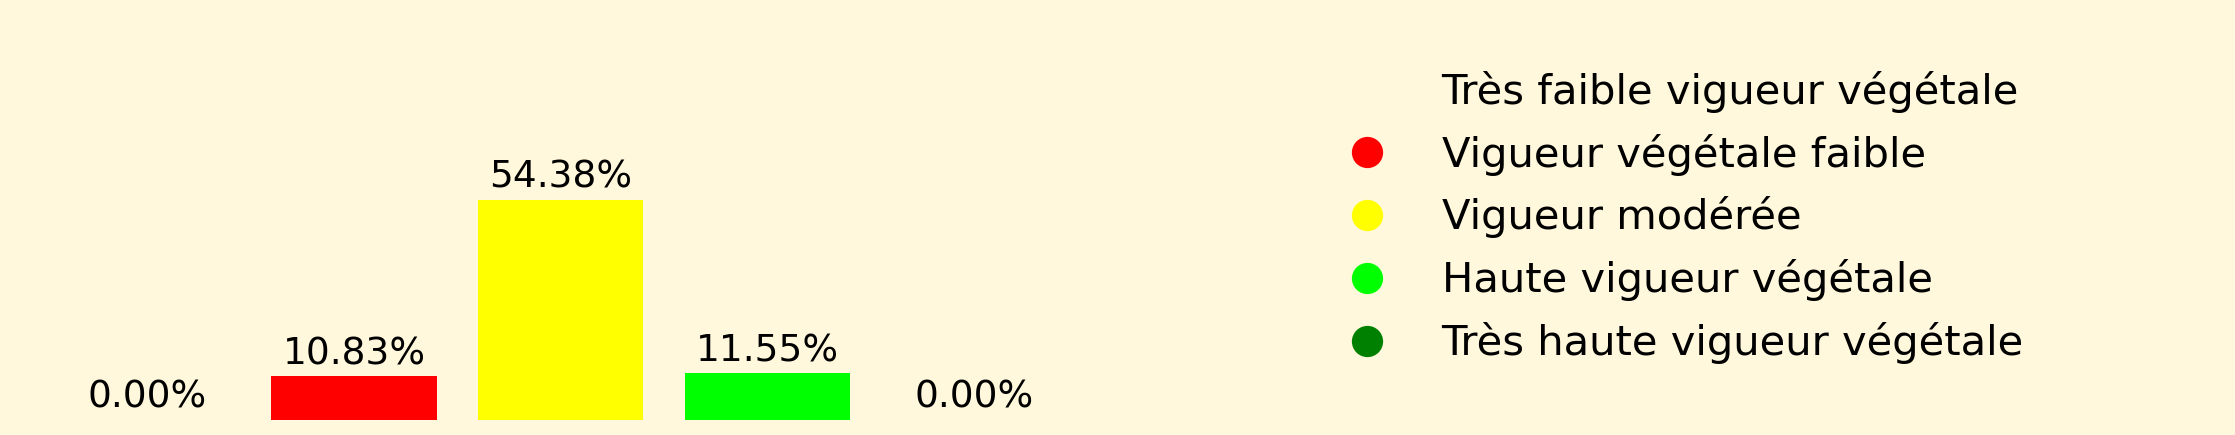 54.38%
10.83%
11.55%
0.00%
0.00%
Très faible vigueur végétale
Vigueur végétale faible
Vigueur modérée
Haute vigueur végétale
Très haute vigueur végétale